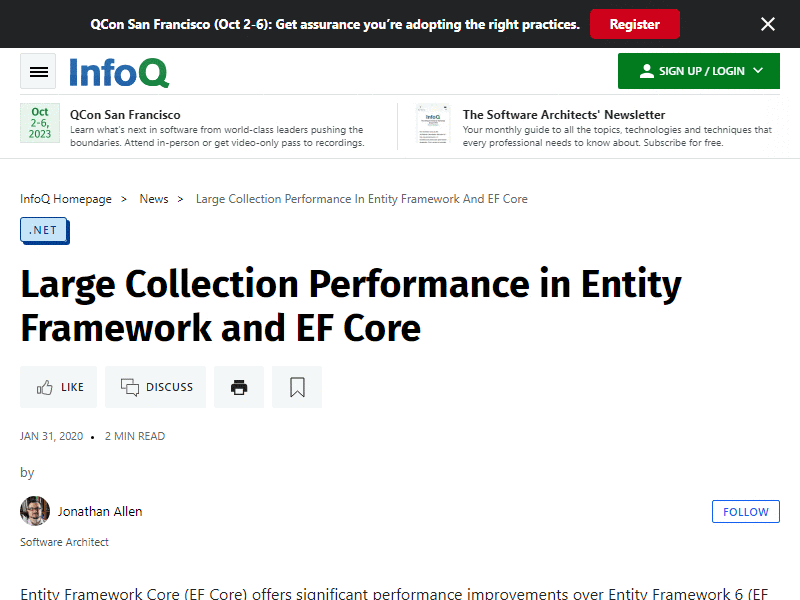 QCon San Francisco (Oct 2-6): Get assurance you're adopting the right practices.
Register
InfoQ
SIGN UP / LOGIN
Oct
2-6,
2023
QCon San Francisco
Learn what's next in software from world-class leaders pushing the
boundaries. Attend in-person or get video-only pass to recordings.
InfoQ
The Software Architects' Newsletter
Your monthly guide to all the topics, technologies and techniques that
every professional needs to know about. Subscribe for free.
InfoQ Homepage > News > Large Collection Performance In Entity Framework And EF Core
.NET
Large Collection Performance in Entity
Framework and EF Core
LIKE
DISCUSS
JAN 31, 2020 • 2 MIN READ
by
Jonathan Allen
FOLLOW
Software Architect
Entity Framework Core (EF Core) offers significant performance improvements over Entity Framework 6 (EF